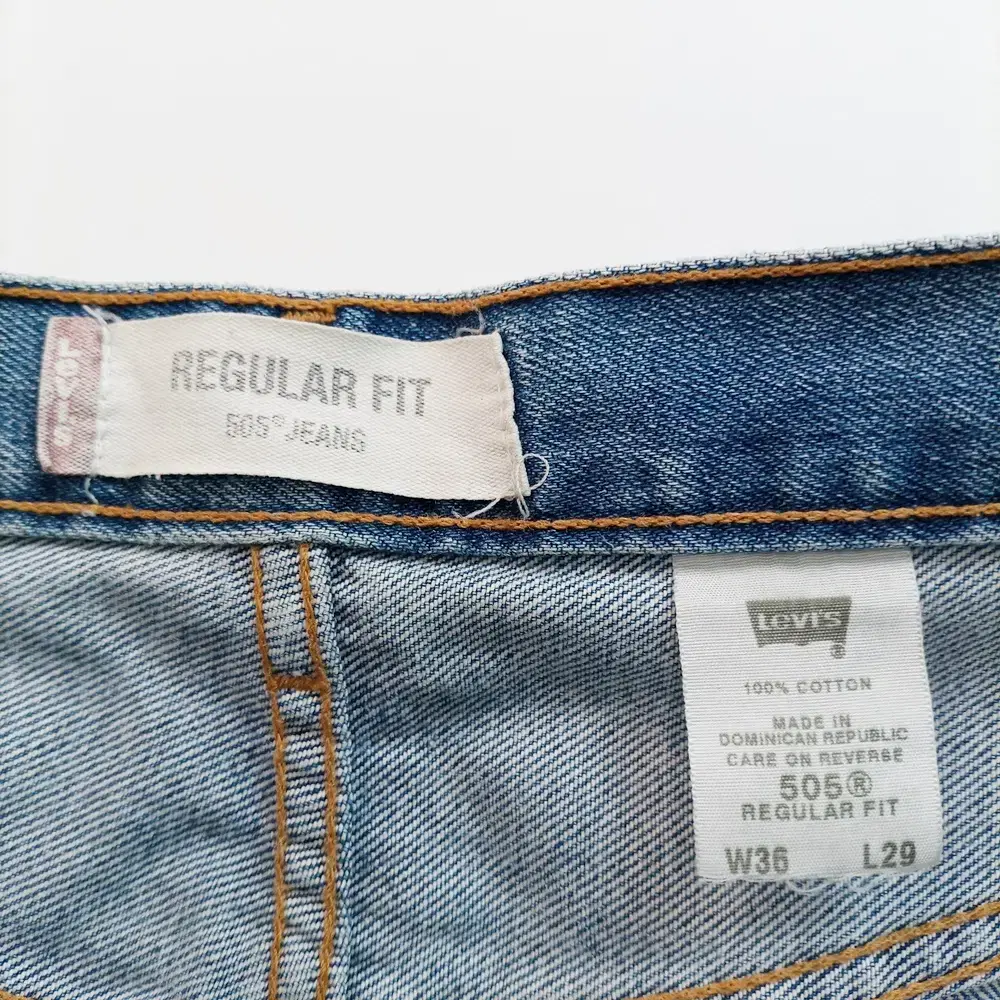 LEVI'S
REGULAR FIT
505® JEANS
Levi's
100% COTTON
MADE IN
DOMINICAN REPUBLIC
CARE ON REVERSE
505®
REGULAR FIT
W36 L29